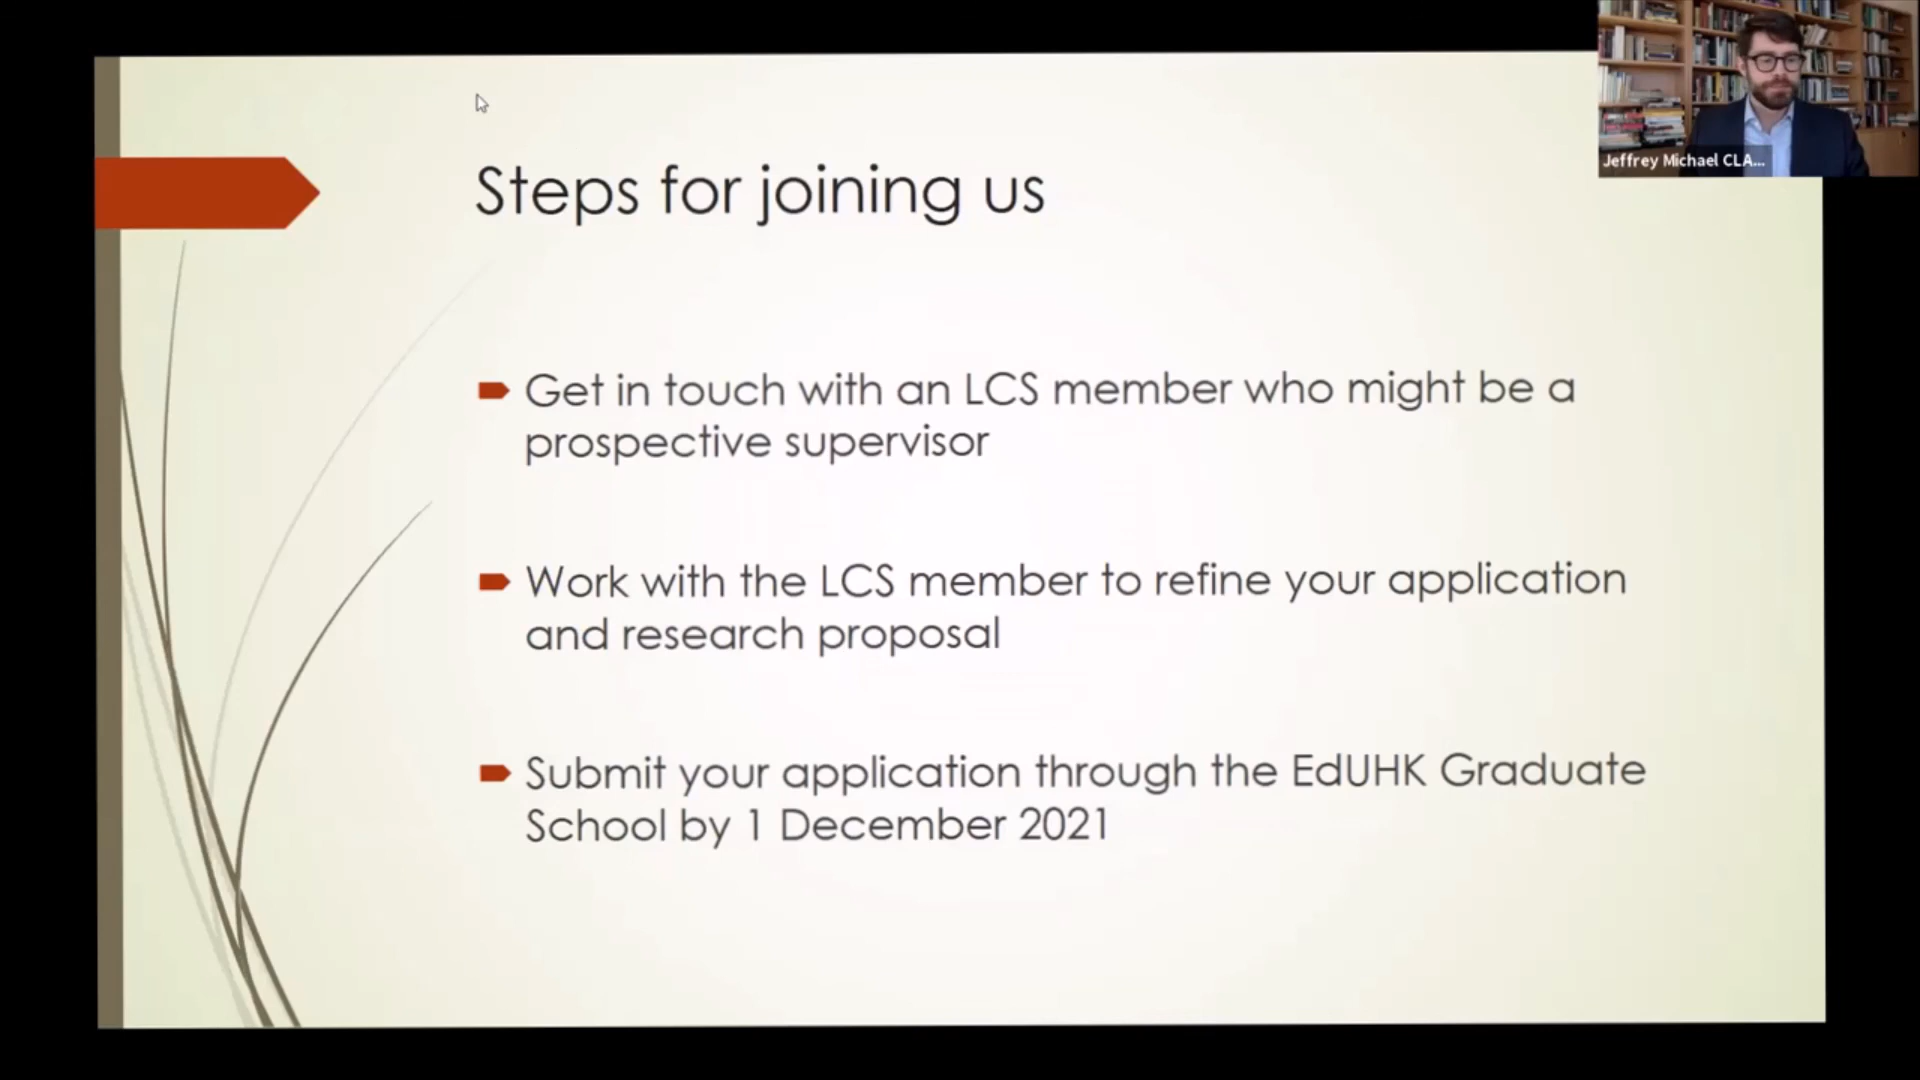 Jeffrey Michael CLA...
Steps for joining us
Get in touch with an LCS member who might be a
prospective supervisor
Work with the LCS member to refine your application
and research proposal
Submit your application through the EdUHK Graduate
School by 1 December 2021